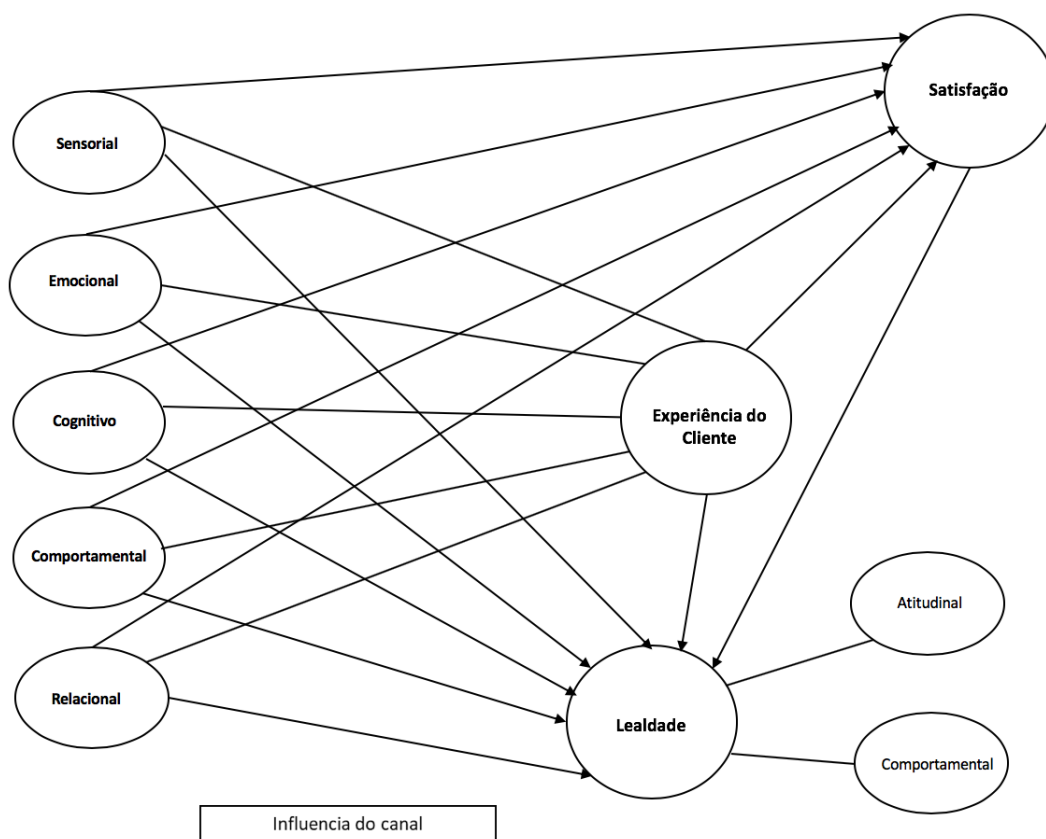 Satisfação
Sensorial
Emocional
Cognitivo
Experiência do
Cliente
Comportamental
Atitudinal
Relacional
Lealdade
Comportamental
Influencia do canal